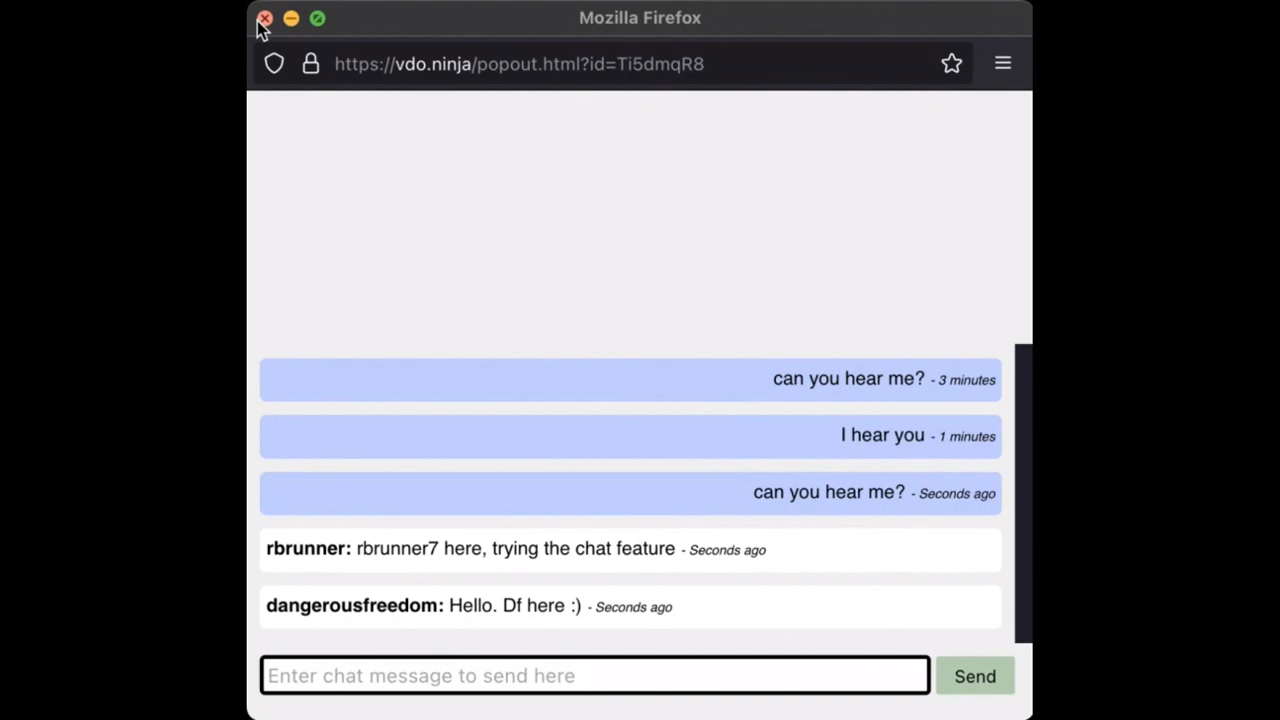 Mozilla Firefox
https://vdo.ninja/popout.html?id=Ti5dmqR8
can you hear me? - 3 minutes
I hear you - 1 minutes
can you hear me? - Seconds ago
rbrunner: rbrunner7 here, trying the chat feature - Seconds ago
dangerousfreedom: Hello. Df here :) - Seconds ago
Enter chat message to send here
Send